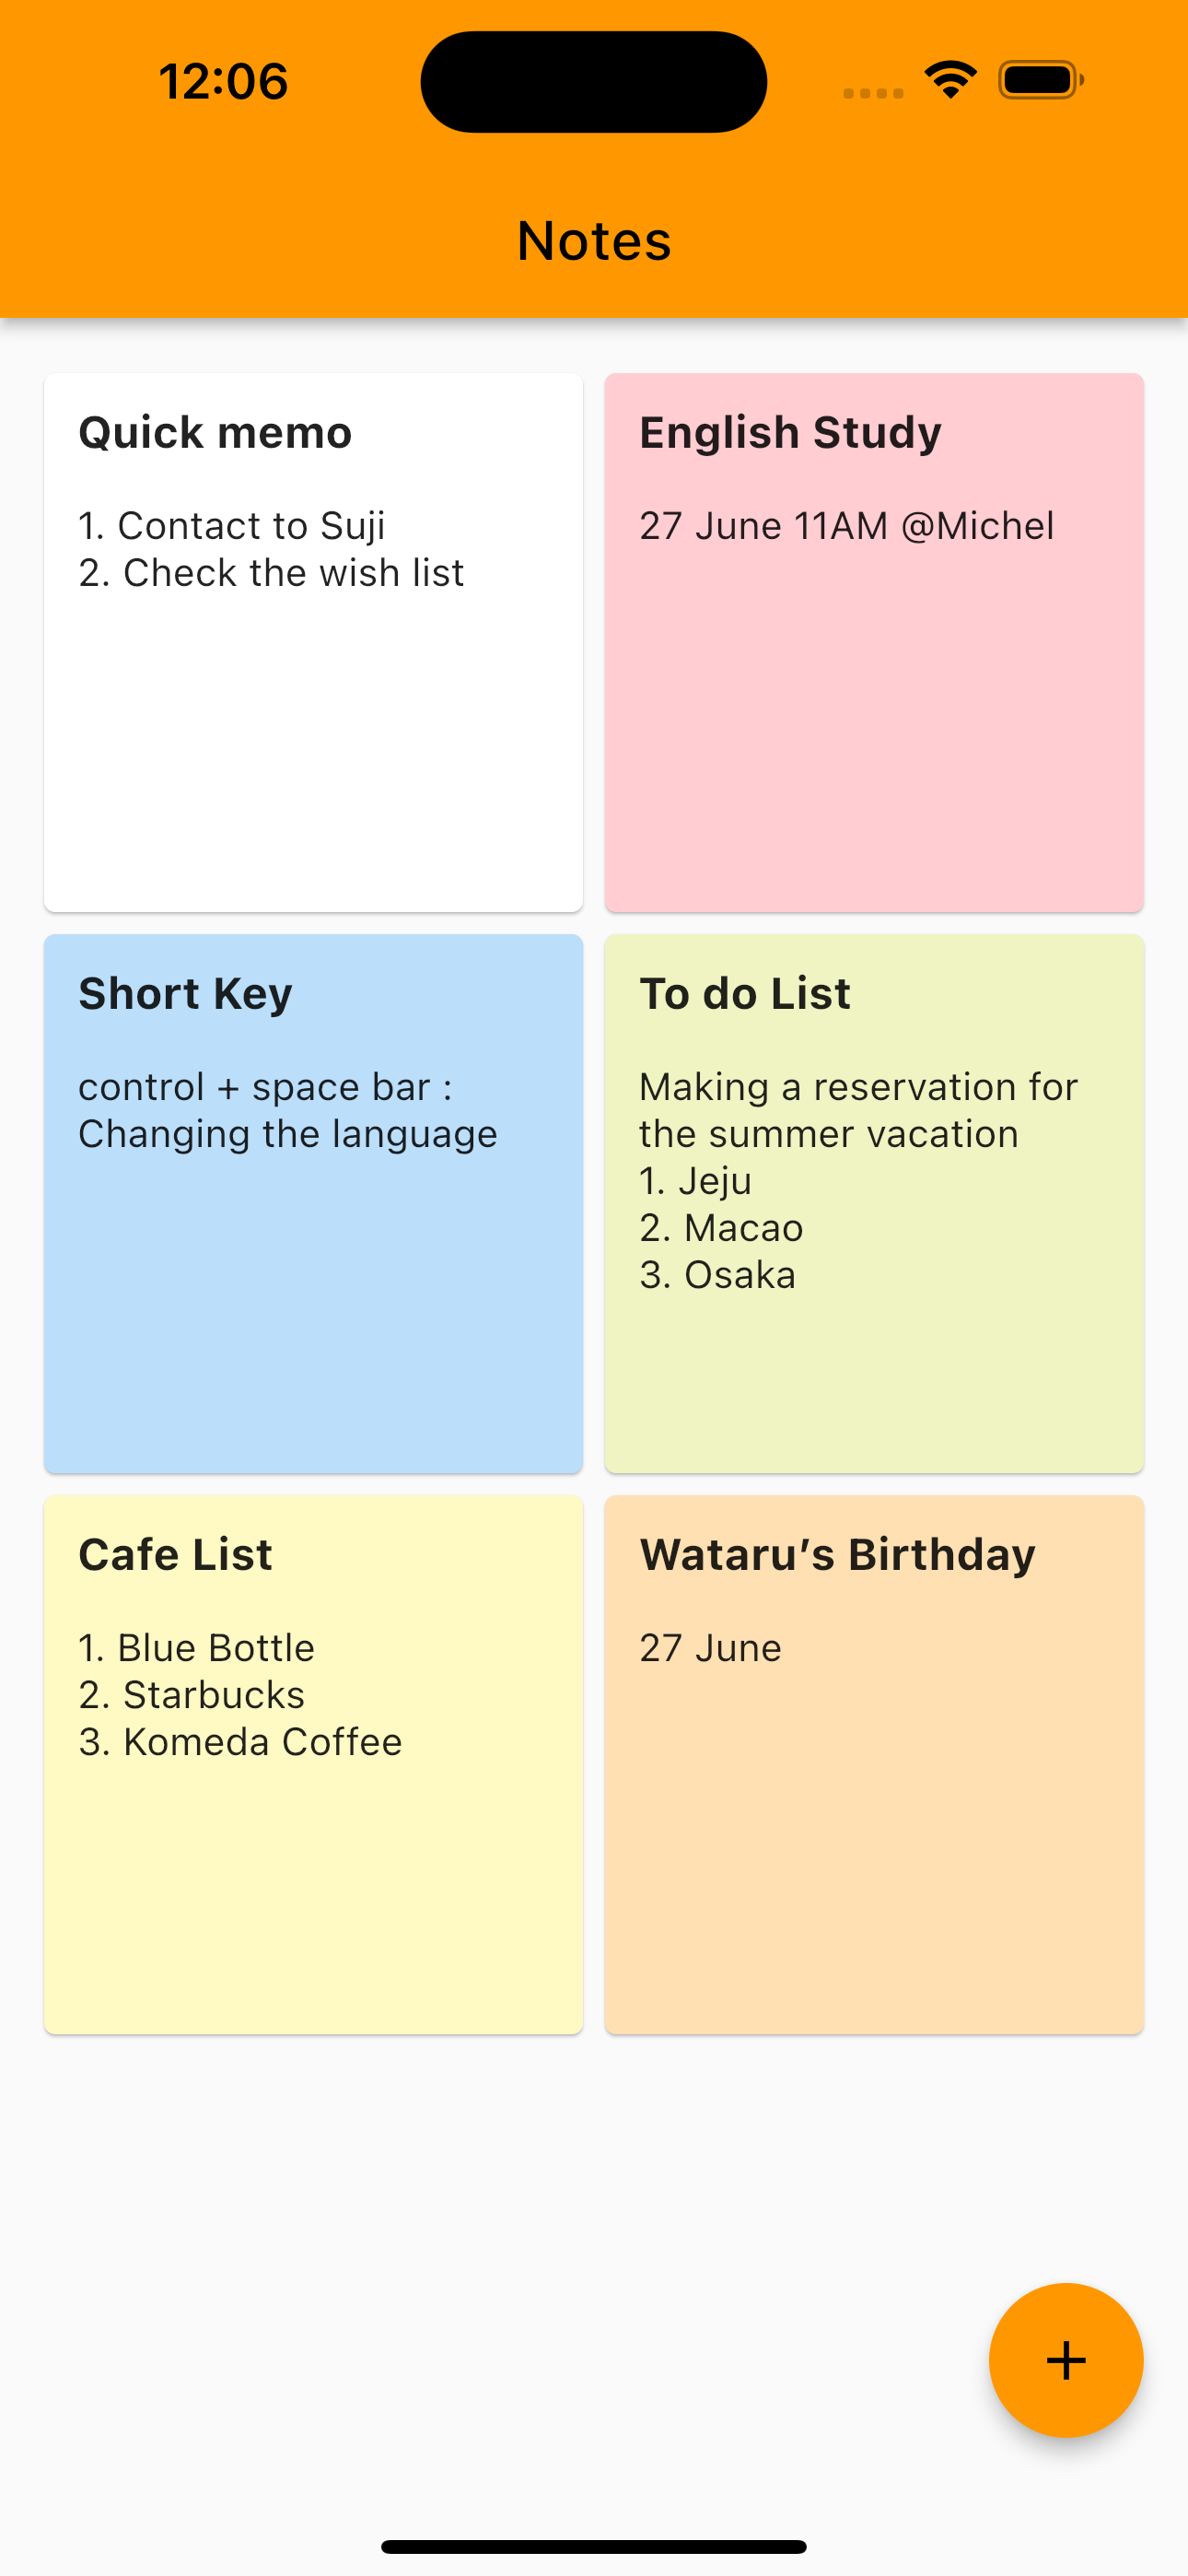 12:06
Notes
Quick memo
1. Contact to Suji
2. Check the wish list
English Study
27 June 11AM @Michel
Short Key
control + space bar :
Changing the language
To do List
Making a reservation for
the summer vacation
1. Jeju
2. Macao
3. Osaka
Cafe List
1. Blue Bottle
2. Starbucks
3. Komeda Coffee
Wataru’s Birthday
27 June
+